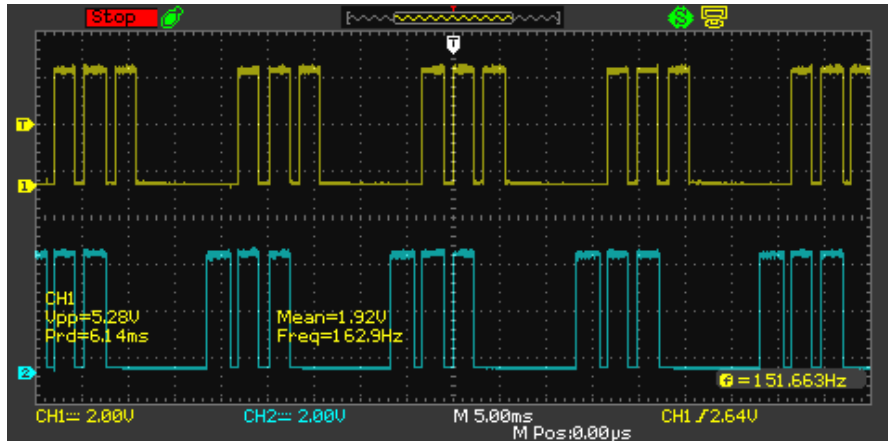 Stop
T
S
T
1
CH1
Vpp=5.28V Mean=1.92V
Prd=6.14ms Freq=162.9Hz
2
f=151.663Hz
CH1 2.00V CH2 2.00V M 5.00ms CH1 2.64V
M Pos:0.00µs